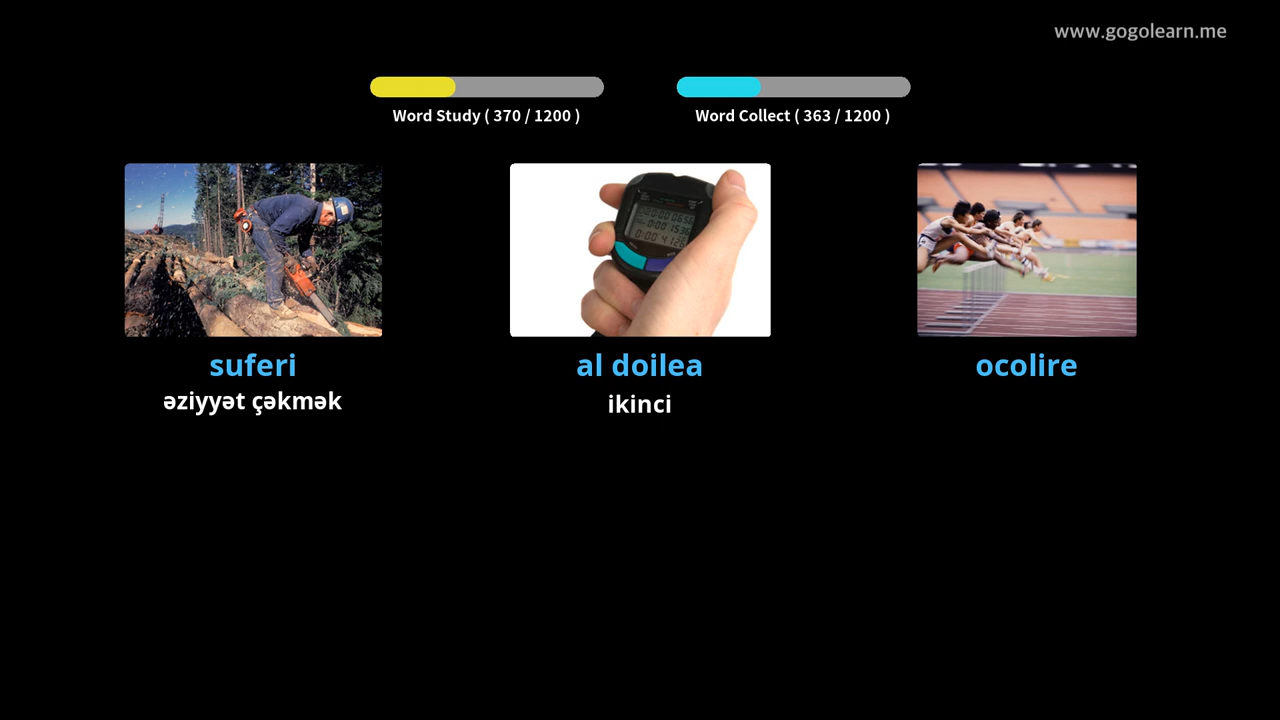 www.gogolearn.me
Word Study ( 370 / 1200 )
Word Collect ( 363 / 1200 )
suferi
al doilea
ocolire
əziyyət çəkmək
ikinci